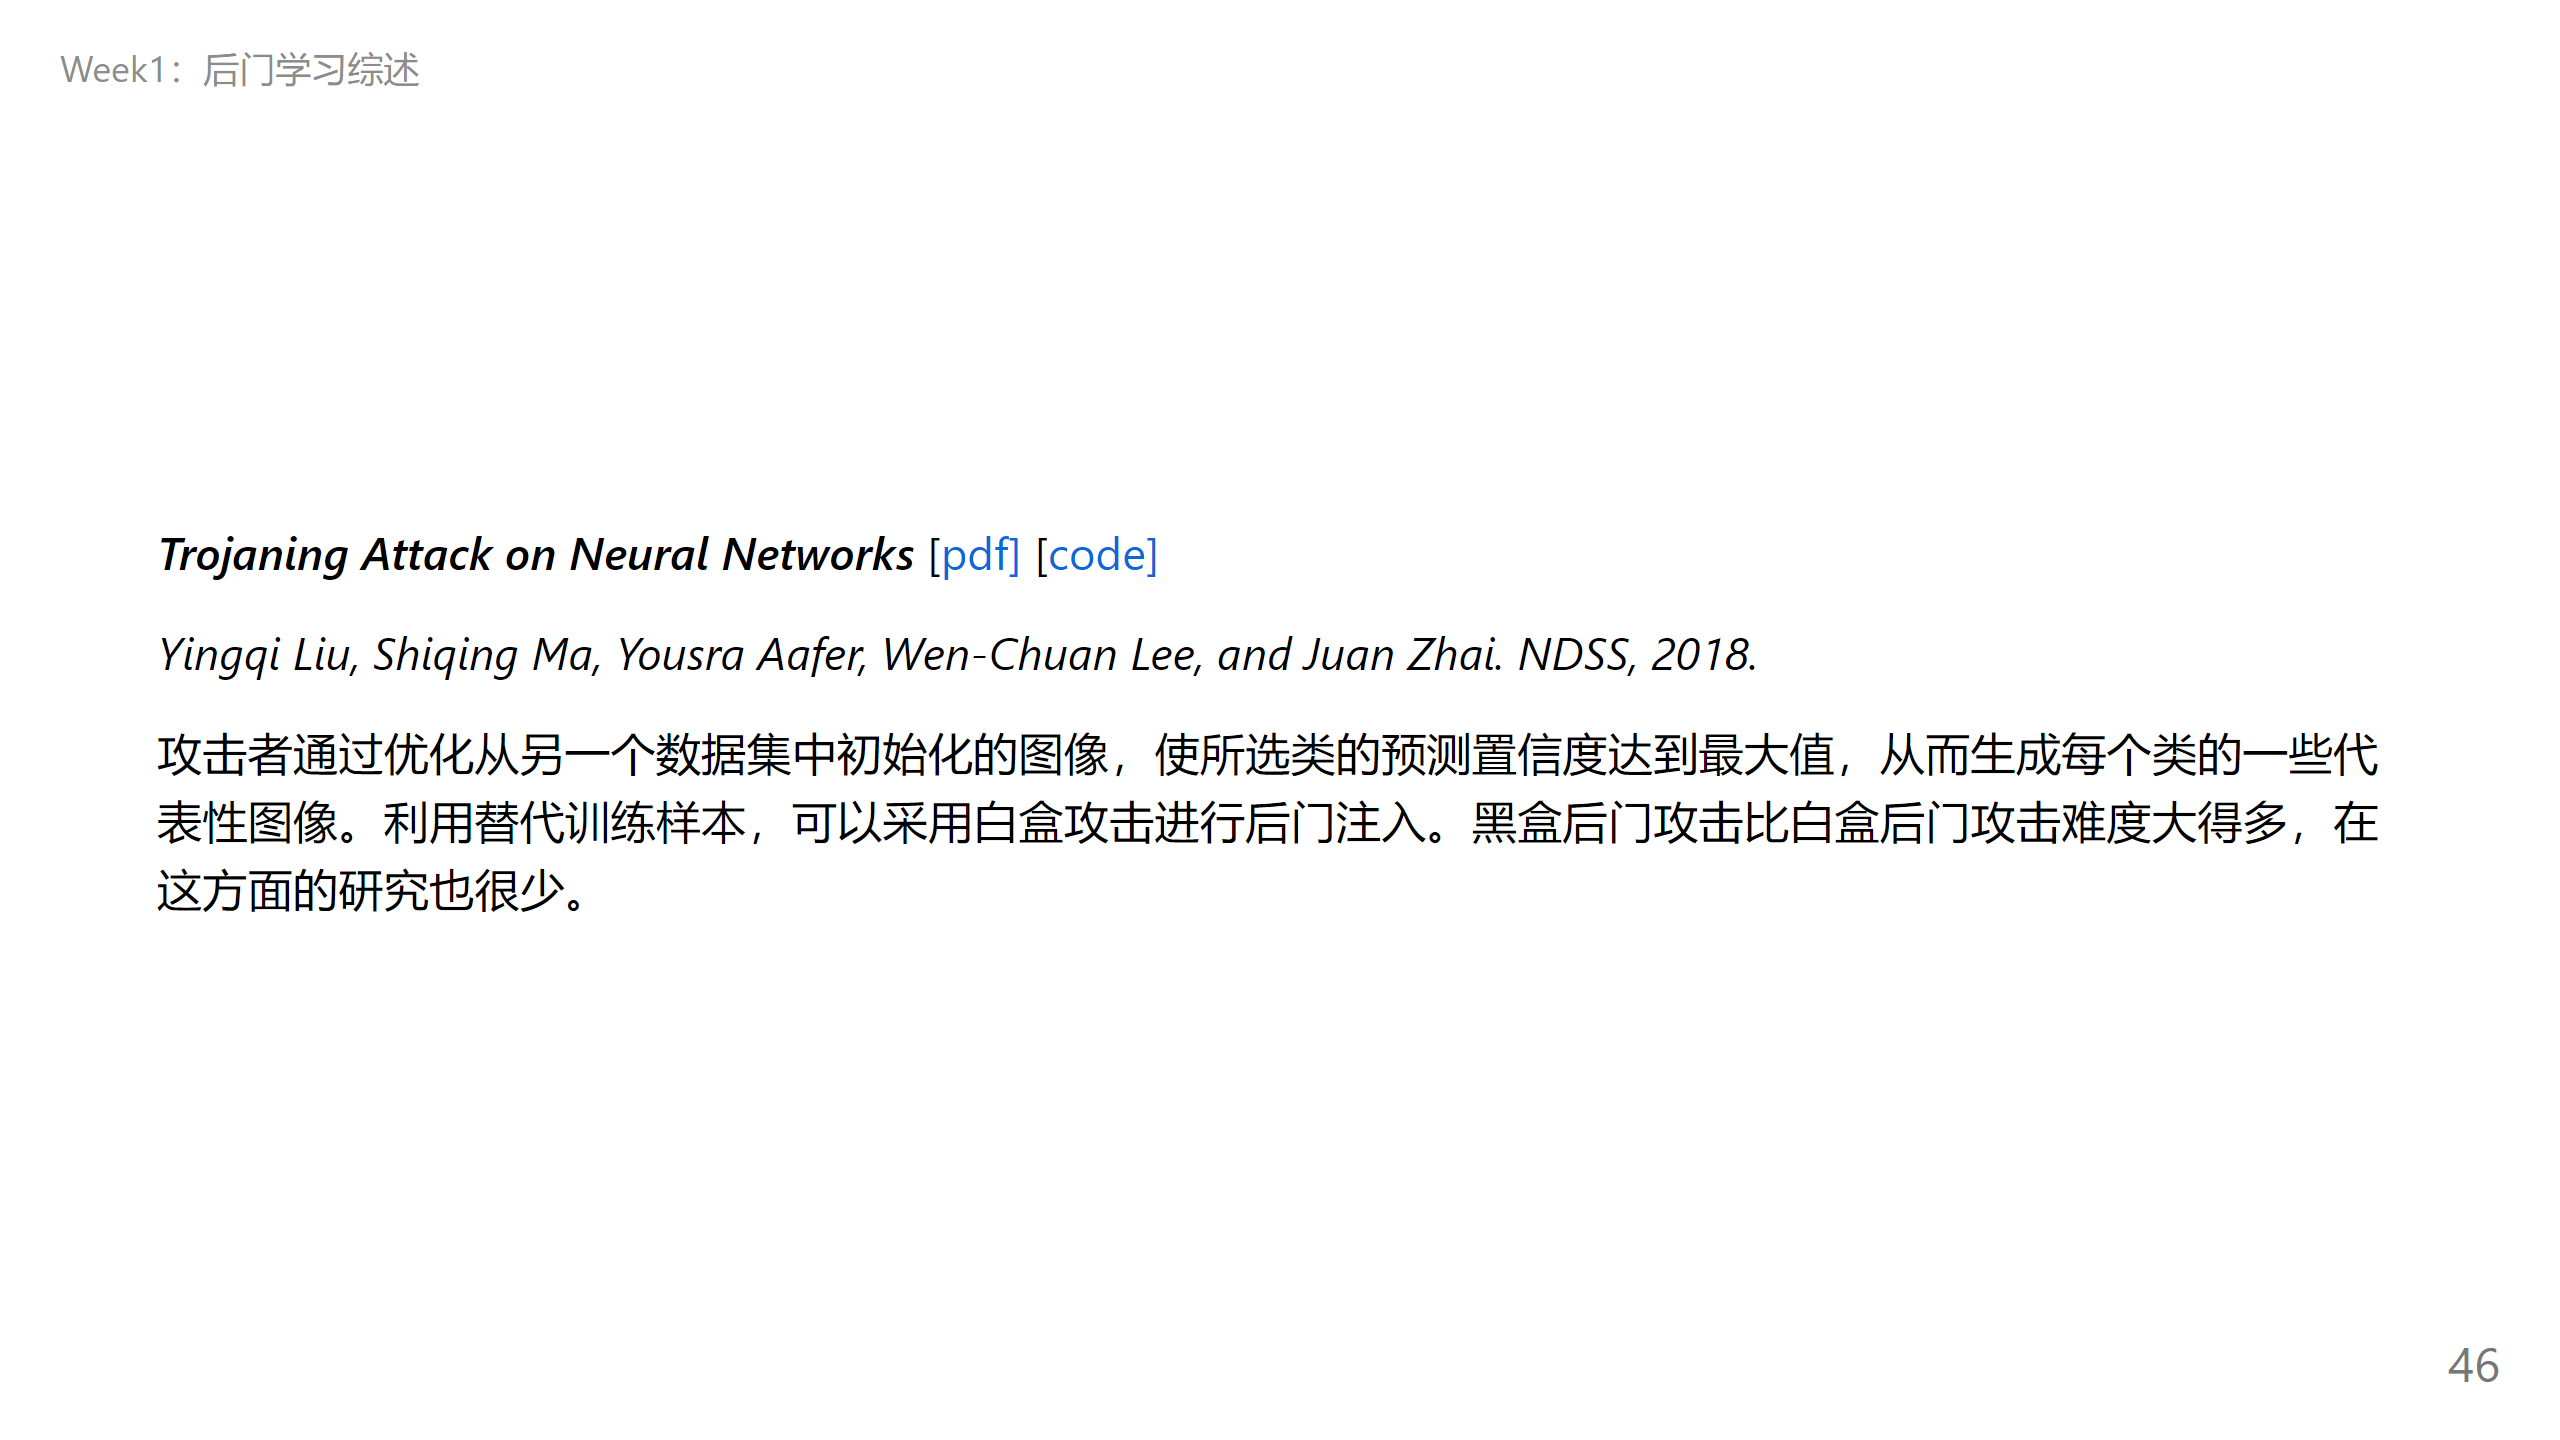 Week1：后门学习综述
Trojaning Attack on Neural Networks [pdf] [code]
Yingqi Liu, Shiqing Ma, Yousra Aafer, Wen-Chuan Lee, and Juan Zhai. NDSS, 2018.
攻击者通过优化从另一个数据集中初始化的图像，使所选类的预测置信度达到最大值，从而生成每个类的一些代
表性图像。利用替代训练样本，可以采用白盒攻击进行后门注入。黑盒后门攻击比白盒后门攻击难度大得多，在
这方面的研究也很少。
46